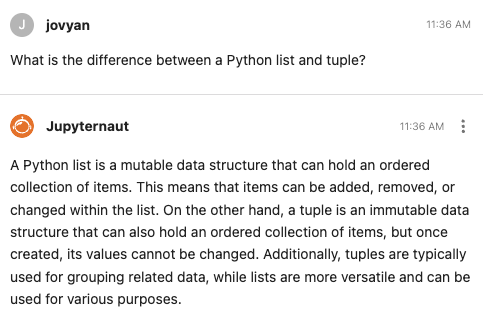 J jovyan 11:36 AM
What is the difference between a Python list and tuple?
Jupyternaut 11:36 AM
A Python list is a mutable data structure that can hold an ordered
collection of items. This means that items can be added, removed, or
changed within the list. On the other hand, a tuple is an immutable data
structure that can also hold an ordered collection of items, but once
created, its values cannot be changed. Additionally, tuples are typically
used for grouping related data, while lists are more versatile and can be
used for various purposes.